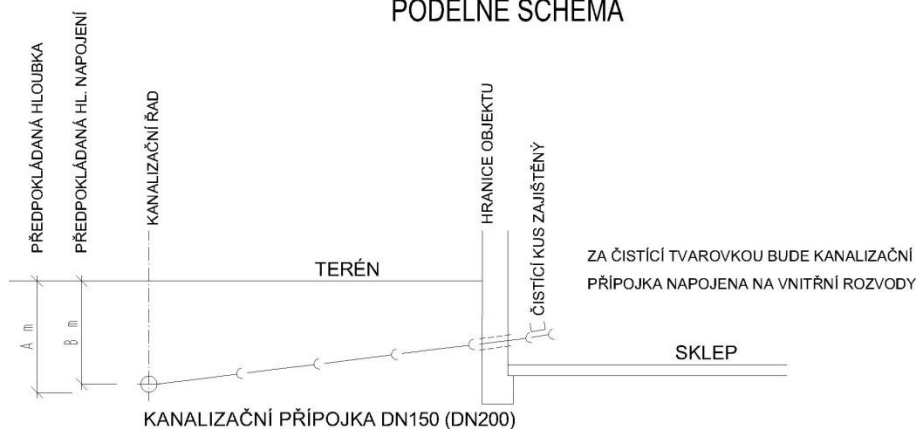 PODÉLNÉ SCHÉMA
PŘEDPOKLÁDANÁ HLOUBKA
PŘEDPOKLÁDANÁ HL. NAPOJENÍ
KANALIZAČNÍ ŘAD
HRANICE OBJEKTU
ČISTÍCÍ KUS ZAJIŠTĚNÝ
ZA ČISTÍCÍ TVAROVKOU BUDE KANALIZAČNÍ
PŘÍPOJKA NAPOJENA NA VNITŘNÍ ROZVODY
TERÉN
A m
B m
SKLEP
KANALIZAČNÍ PŘÍPOJKA DN150 (DN200)